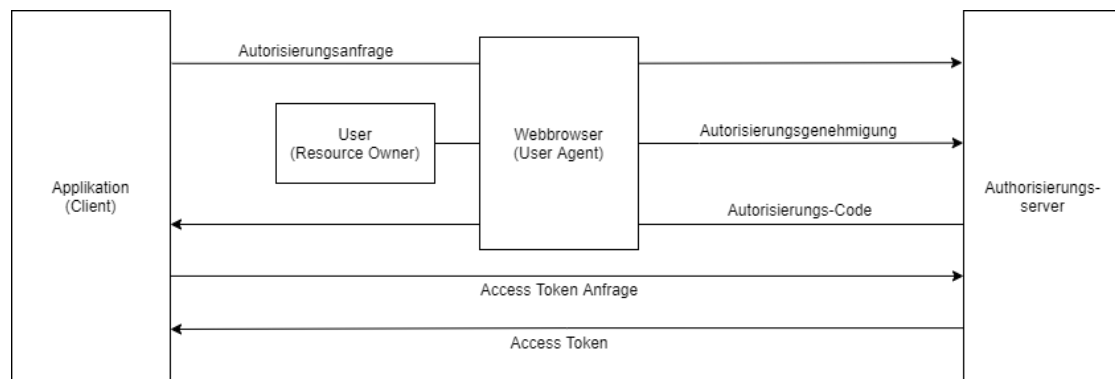 Autorisierungsanfrage
User
(Resource Owner)
Webbrowser
(User Agent)
Autorisierungsgenehmigung
Applikation
(Client)
Authorisierungs-
server
Autorisierungs-Code
Access Token Anfrage
Access Token